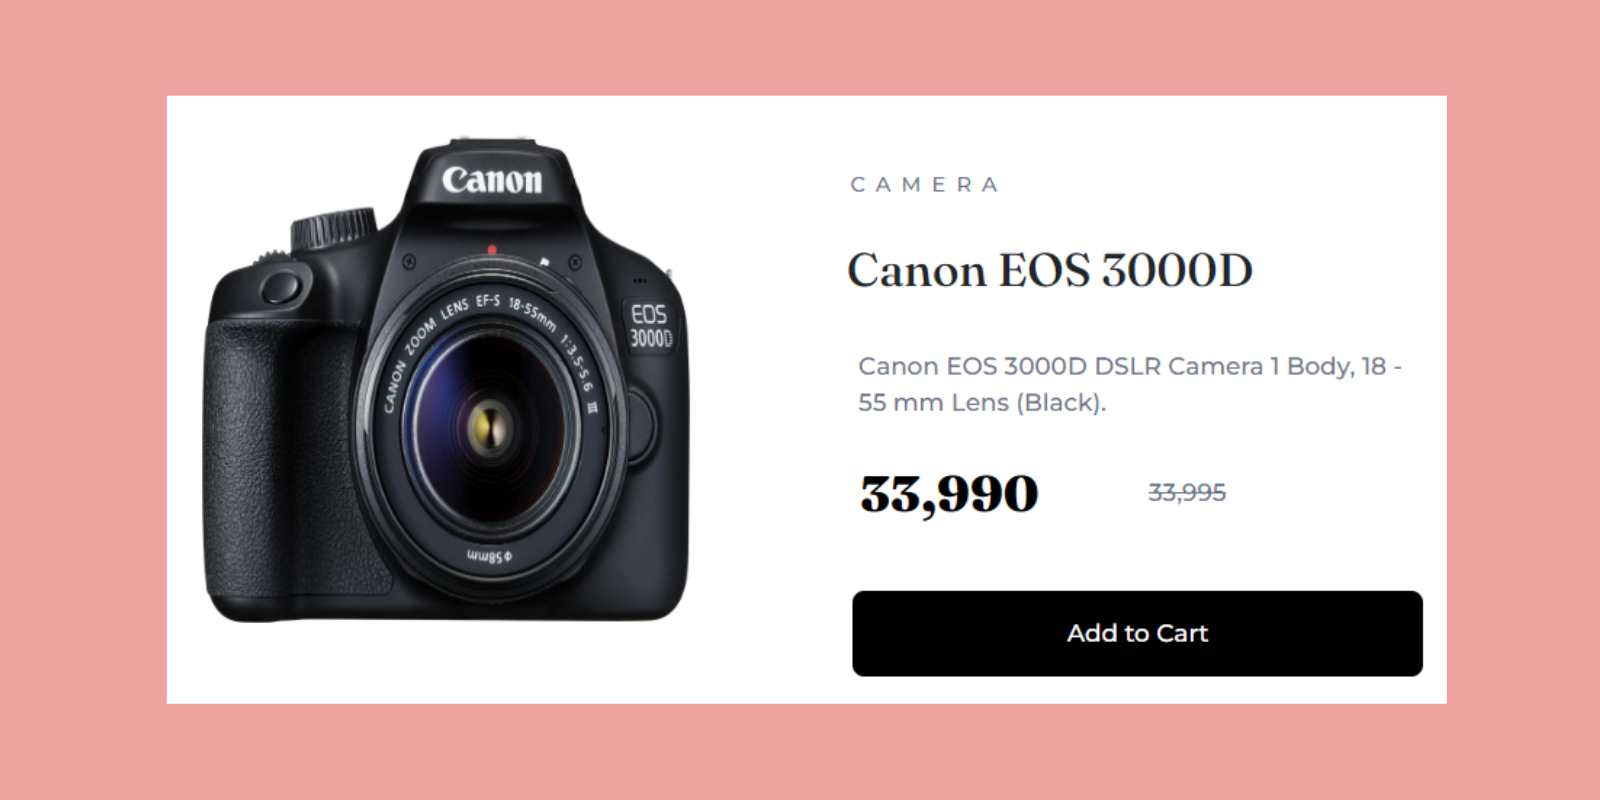 Canon
EOS
3000D
CANON ZOOM LENS EF-S 18-55mm 1:3.5-5.6 III
φ58mm
CAMERA
Canon EOS 3000D
Canon EOS 3000D DSLR Camera 1 Body, 18 -
55 mm Lens (Black).
33,990 33,995
Add to Cart